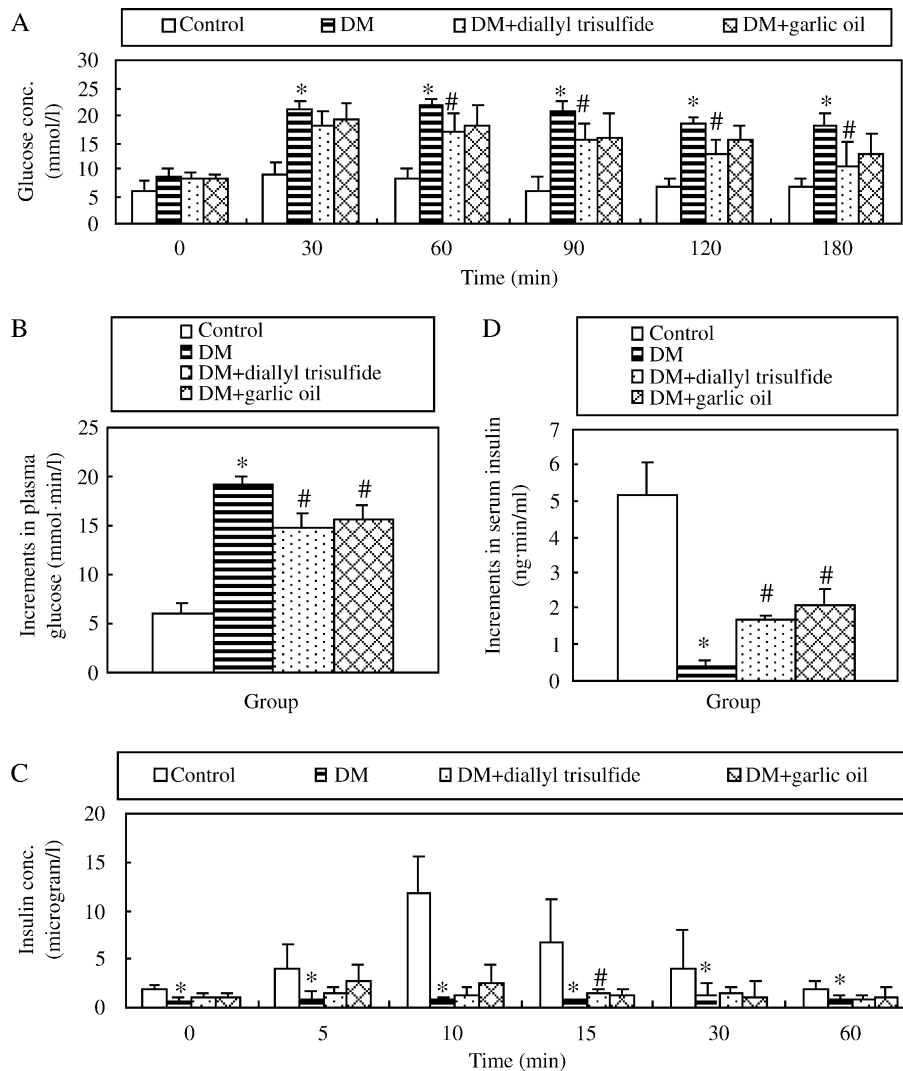 A
Control DM DM+diallyl trisulfide DM+garlic oil
Glucose conc.
(mmol/l)
30
25
20
15
10
5
0
* * # * # * # * #
0 30 60 90 120 180
Time (min)
B
Control
DM
DM+diallyl trisulfide
DM+garlic oil
Increments in plasma
glucose (mmol·min/l)
25
20
15
10
5
0
* # #
Group
D
Control
DM
DM+diallyl trisulfide
DM+garlic oil
Increments in serum insulin
(ng·min/ml)
7
6
5
4
3
2
1
0
* # #
Group
C
Control DM DM+diallyl trisulfide DM+garlic oil
Insulin conc.
(microgram/l)
20
15
10
5
0
* * * * # * *
0 5 10 15 30 60
Time (min)